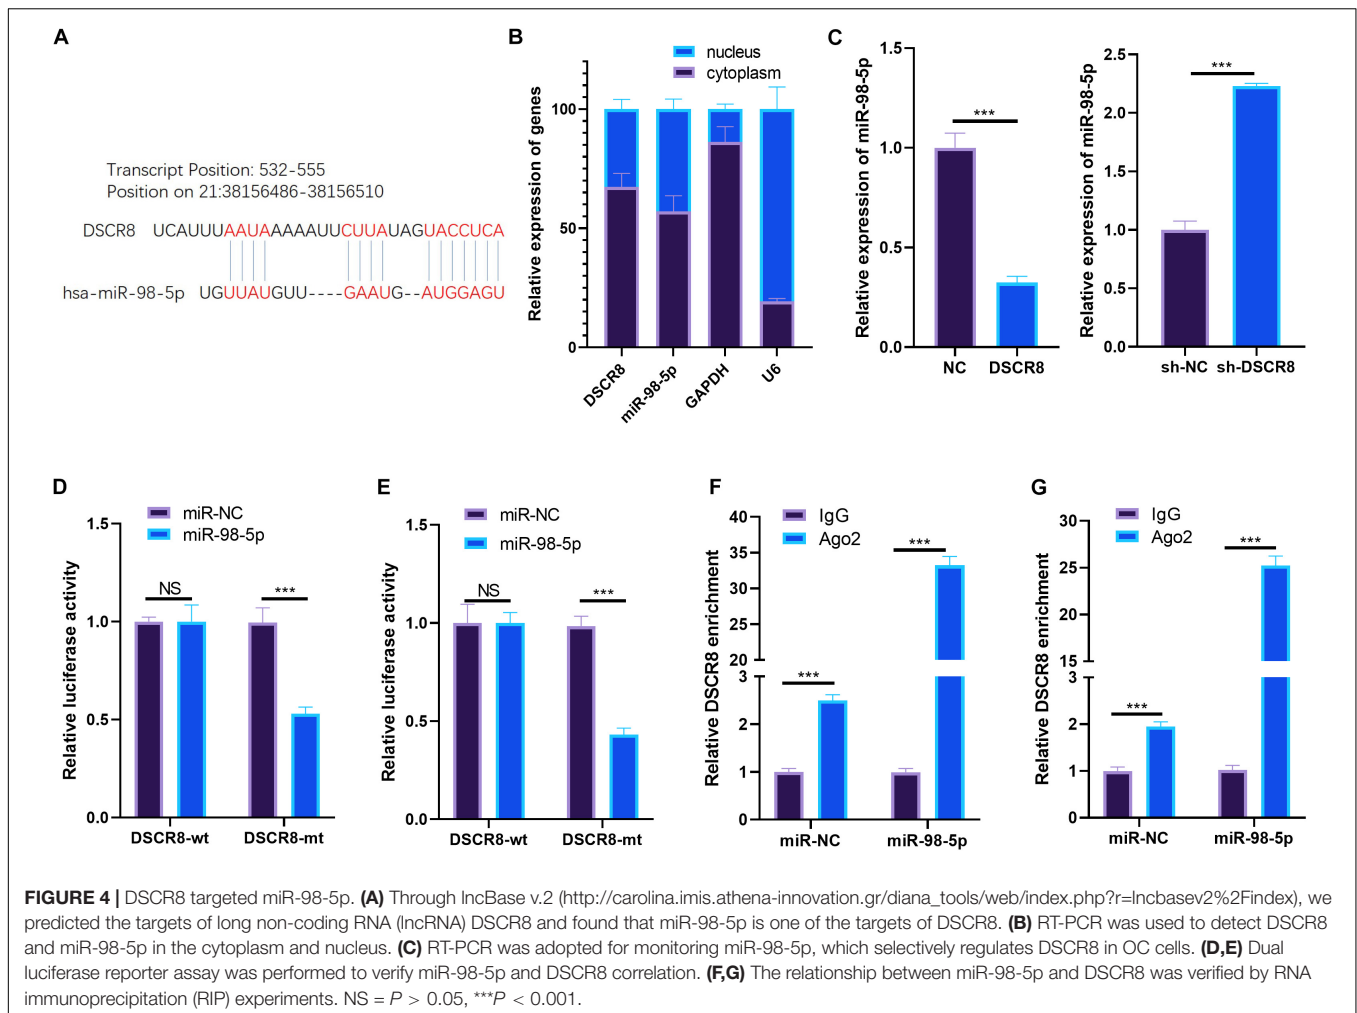 A
Transcript Position: 532-555
Position on 21:38156486-38156510
DSCR8 UCAUUUAAUAAAAAUUCUUAUAGUACCUCA
hsa-miR-98-5p UGUUAUGUU----GAAUG--AUGGAGU
B
nucleus
cytoplasm
Relative expression of genes
100
50
0
DSCR8
miR-98-5p
GAPDH
U6
C
Relative expression of miR-98-5p
1.5
1.0
0.5
0.0
***
NC DSCR8
Relative expression of miR-98-5p
2.5
2.0
1.5
1.0
0.5
0.0
***
sh-NC sh-DSCR8
D
miR-NC
miR-98-5p
Relative luciferase activity
1.5
1.0
0.5
0.0
NS
***
DSCR8-wt DSCR8-mt
E
miR-NC
miR-98-5p
Relative luciferase activity
1.5
1.0
0.5
0.0
NS
***
DSCR8-wt DSCR8-mt
F
IgG
Ago2
Relative DSCR8 enrichment
40
35
30
25
20
3
2
1
0
***
***
miR-NC miR-98-5p
G
IgG
Ago2
Relative DSCR8 enrichment
30
25
20
15
3
2
1
0
***
***
miR-NC miR-98-5p
FIGURE 4 | DSCR8 targeted miR-98-5p. (A) Through lncBase v.2 (http://carolina.imis.athena-innovation.gr/diana_tools/web/index.php?r=lncbasev2%2Findex), we
predicted the targets of long non-coding RNA (lncRNA) DSCR8 and found that miR-98-5p is one of the targets of DSCR8. (B) RT-PCR was used to detect DSCR8
and miR-98-5p in the cytoplasm and nucleus. (C) RT-PCR was adopted for monitoring miR-98-5p, which selectively regulates DSCR8 in OC cells. (D,E) Dual
luciferase reporter assay was performed to verify miR-98-5p and DSCR8 correlation. (F,G) The relationship between miR-98-5p and DSCR8 was verified by RNA
immunoprecipitation (RIP) experiments. NS = P > 0.05, ***P < 0.001.